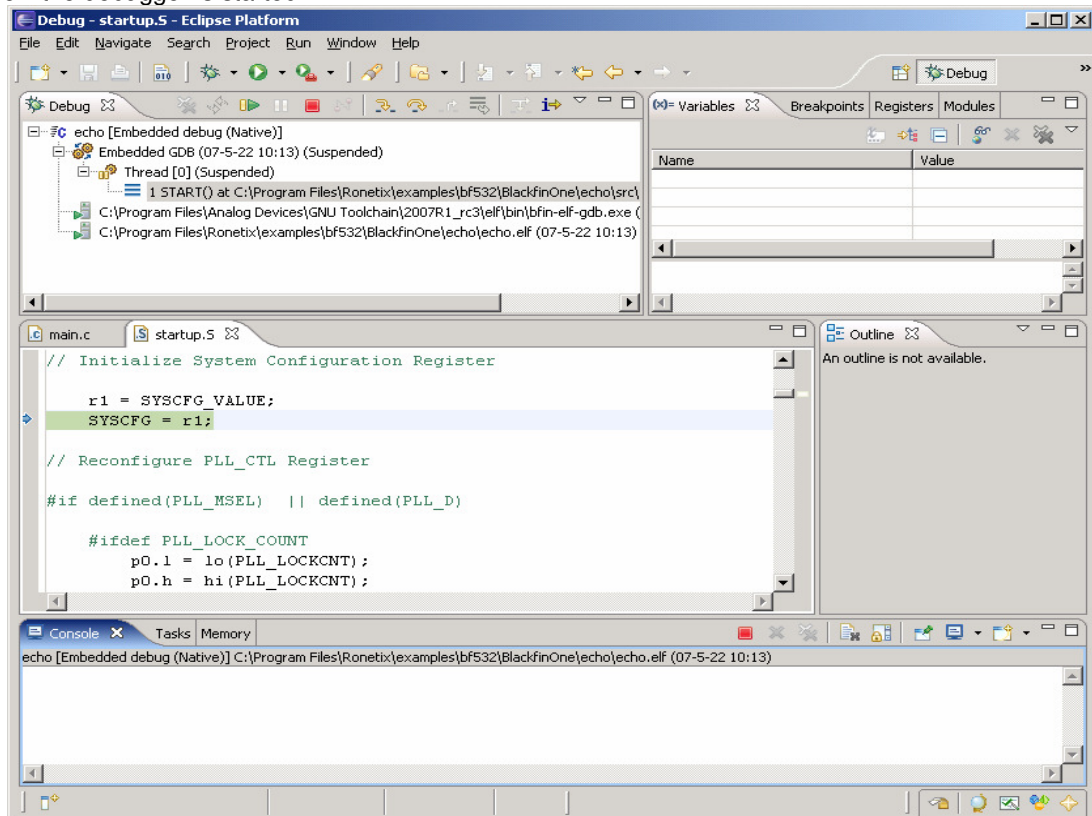 Debug - startup.S - Eclipse Platform
File Edit Navigate Search Project Run Window Help
Debug
Debug
(x)= Variables Breakpoints Registers Modules
echo [Embedded debug (Native)]
Embedded GDB (07-5-22 10:13) (Suspended)
Thread [0] (Suspended)
1 START() at C:\Program Files\Ronetix\examples\bf532\BlackfinOne\echo\src\
C:\Program Files\Analog Devices\GNU Toolchain\2007R1_rc3\elf\bin\bfin-elf-gdb.exe (
C:\Program Files\Ronetix\examples\bf532\BlackfinOne\echo\echo.elf (07-5-22 10:13)
Name Value
main.c startup.S
// Initialize System Configuration Register
r1 = SYSCFG_VALUE;
SYSCFG = r1;
// Reconfigure PLL_CTL Register
#if defined(PLL_MSEL) || defined(PLL_D)
#ifdef PLL_LOCK_COUNT
p0.l = lo(PLL_LOCKCNT);
p0.h = hi(PLL_LOCKCNT);
Outline
An outline is not available.
Console Tasks Memory
echo [Embedded debug (Native)] C:\Program Files\Ronetix\examples\bf532\BlackfinOne\echo\echo.elf (07-5-22 10:13)